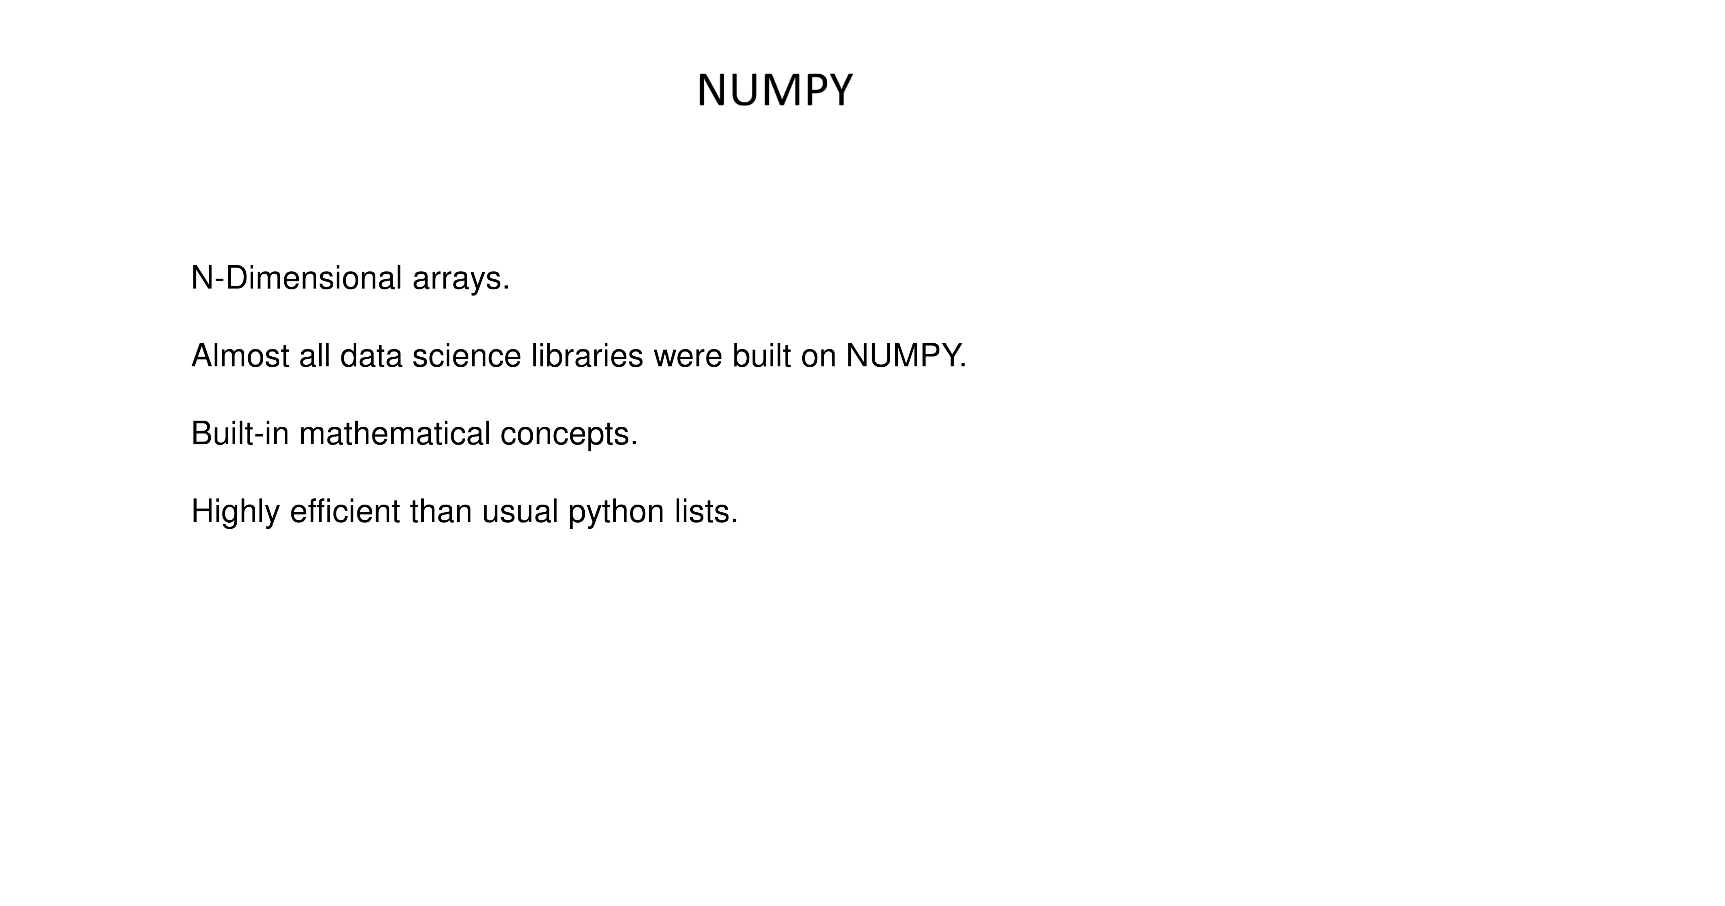 NUMPY
N-Dimensional arrays.
Almost all data science libraries were built on NUMPY.
Built-in mathematical concepts.
Highly efficient than usual python lists.